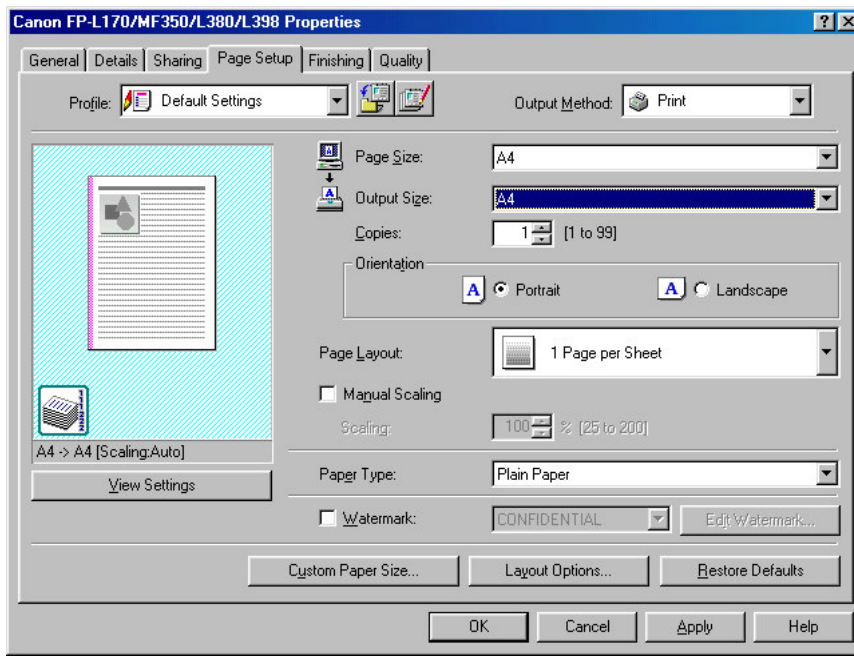 Canon FP-L170/MF350/L380/L398 Properties
General Details Sharing Page Setup Finishing Quality
Profile: Default Settings Output Method: Print
Page Size: A4
Output Size: A4
Copies: 1 [1 to 99]
Orientation
A Portrait A Landscape
Page Layout: 1 Page per Sheet
Manual Scaling
Scaling: 100 % [25 to 200]
A4 -> A4 [Scaling:Auto]
View Settings
Paper Type: Plain Paper
Watermark: CONFIDENTIAL Edit Watermark...
Custom Paper Size... Layout Options... Restore Defaults
OK Cancel Apply Help